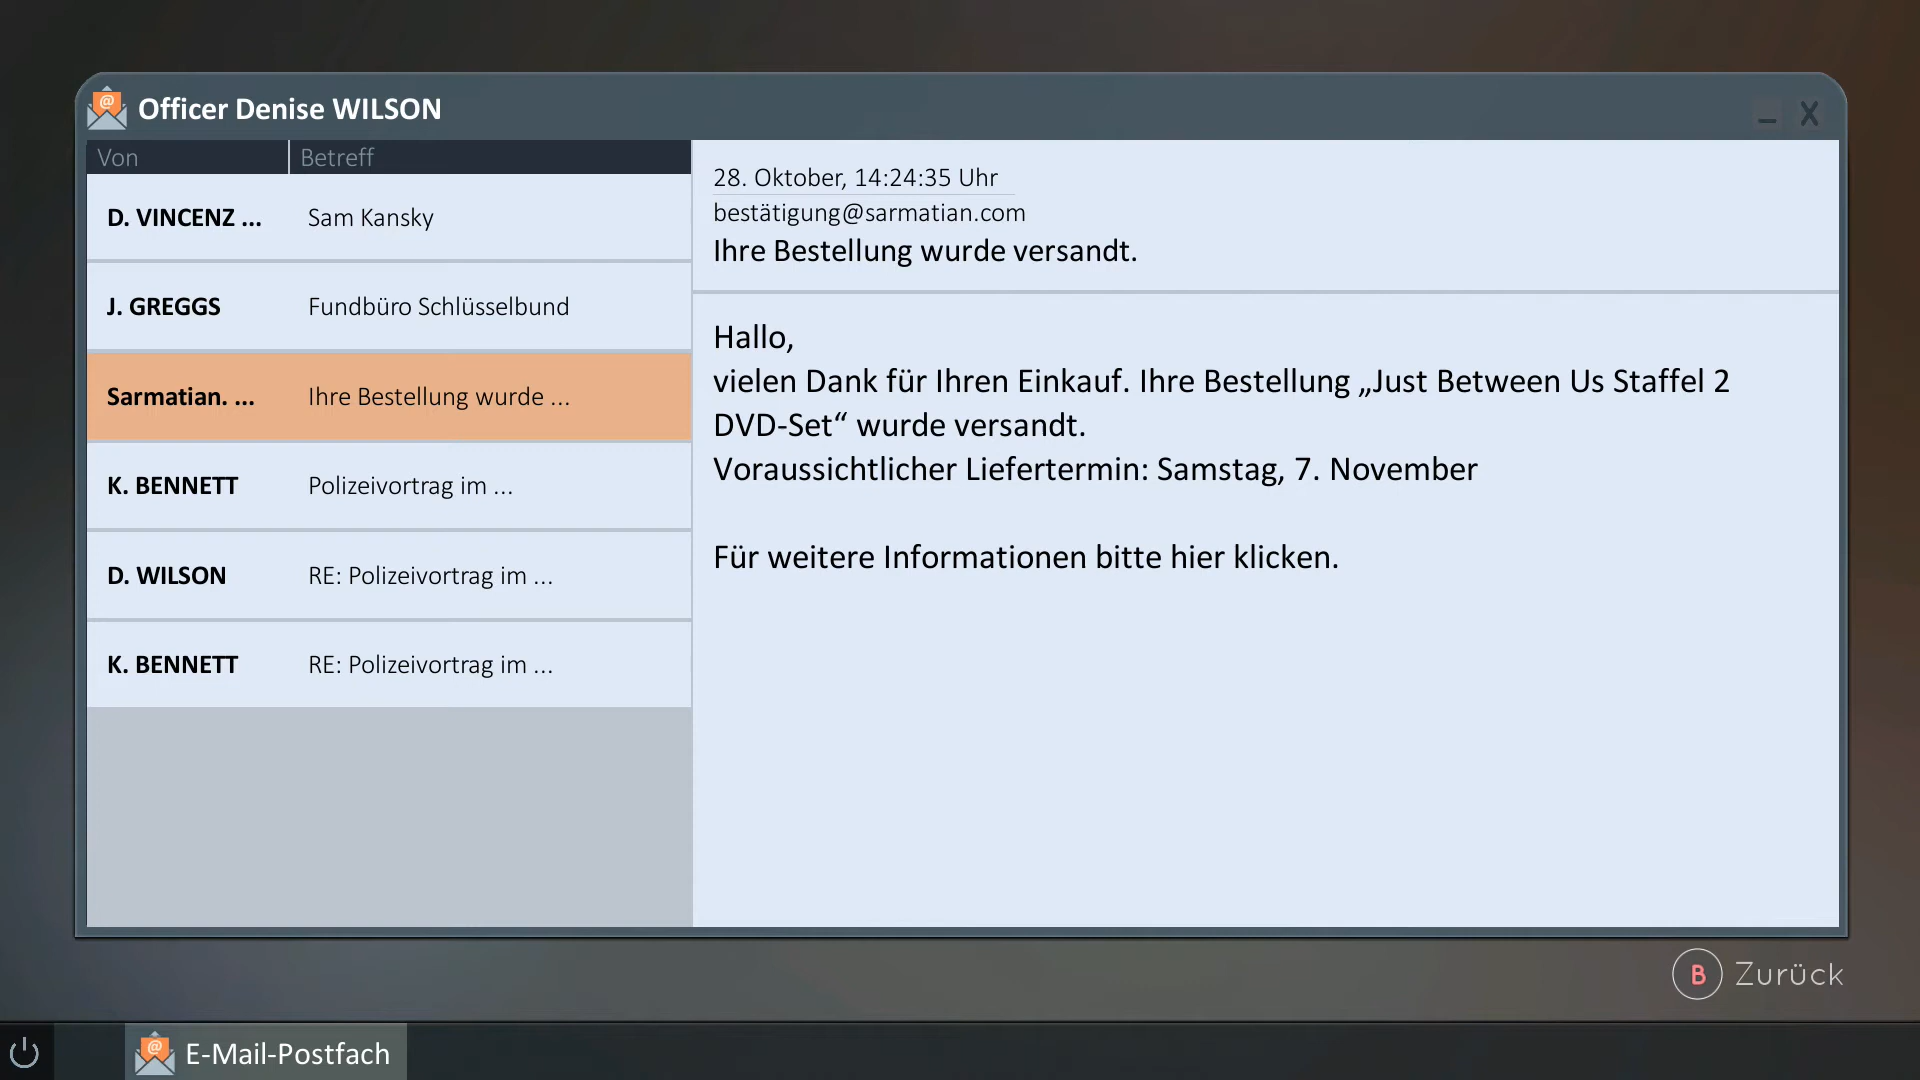 Officer Denise WILSON
_ X
Von Betreff
D. VINCENZ ... Sam Kansky
J. GREGGS Fundbüro Schlüsselbund
Sarmatian. ... Ihre Bestellung wurde ...
K. BENNETT Polizeivortrag im ...
D. WILSON RE: Polizeivortrag im ...
K. BENNETT RE: Polizeivortrag im ...
28. Oktober, 14:24:35 Uhr
bestätigung@sarmatian.com
Ihre Bestellung wurde versandt.
Hallo,
vielen Dank für Ihren Einkauf. Ihre Bestellung „Just Between Us Staffel 2
DVD-Set“ wurde versandt.
Voraussichtlicher Liefertermin: Samstag, 7. November
Für weitere Informationen bitte hier klicken.
B Zurück
E-Mail-Postfach